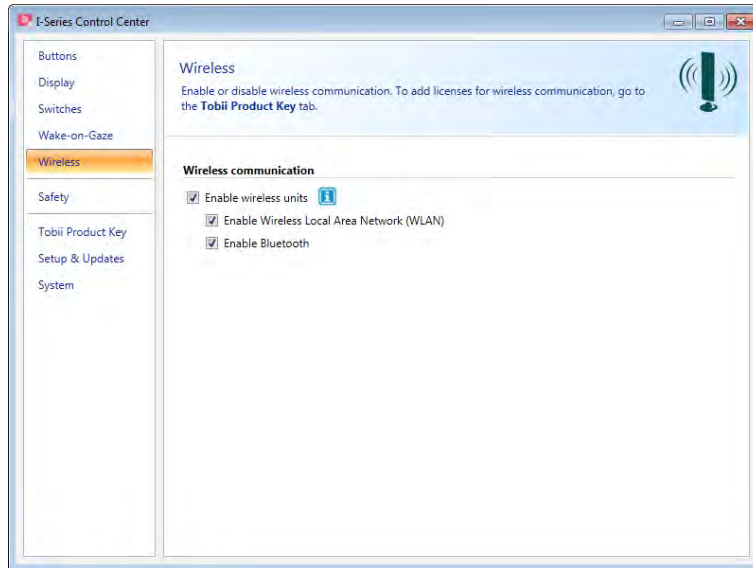 I-Series Control Center
Buttons
Display
Switches
Wake-on-Gaze
Wireless
Safety
Tobii Product Key
Setup & Updates
System
Wireless
Enable or disable wireless communication. To add licenses for wireless communication, go to
the Tobii Product Key tab.
Wireless communication
Enable wireless units
Enable Wireless Local Area Network (WLAN)
Enable Bluetooth